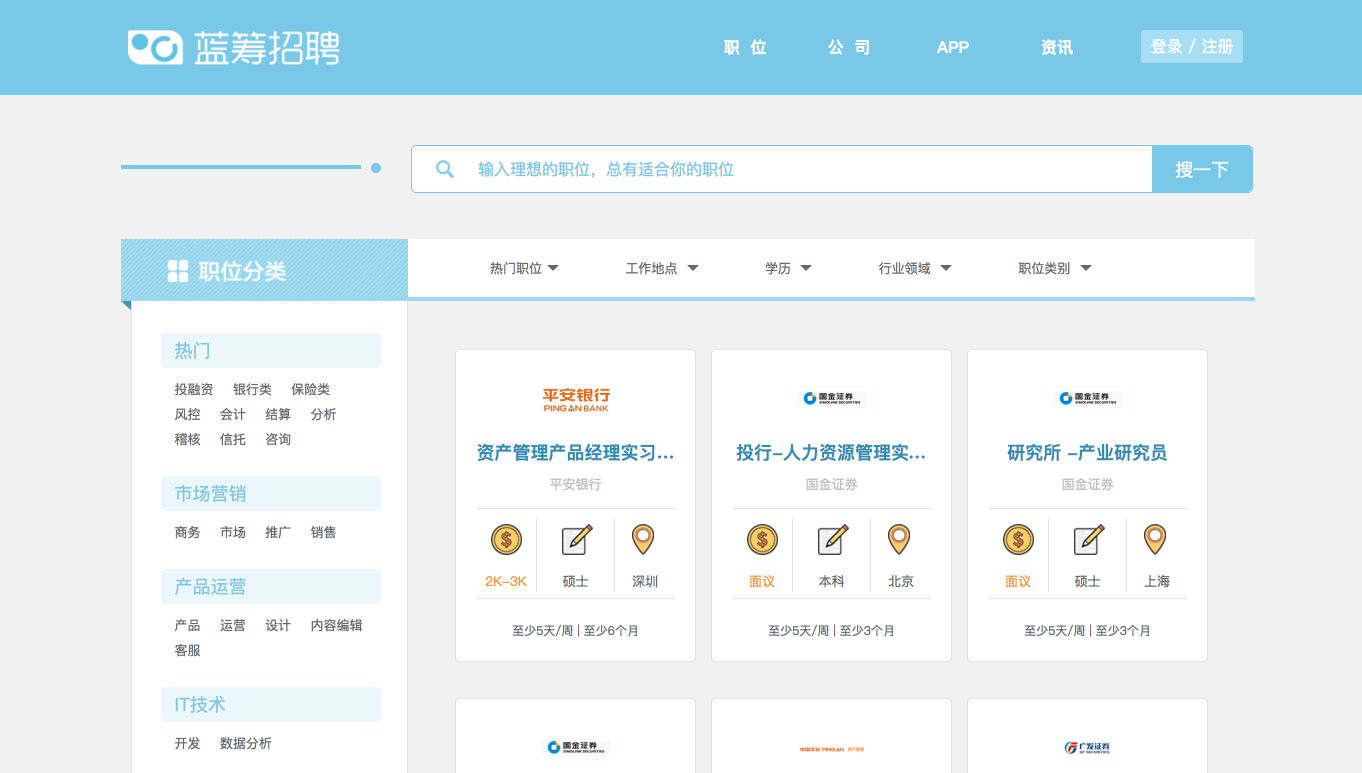 蓝筹招聘
职 位 公 司 APP 资讯 登录 / 注册
输入理想的职位，总有适合你的职位 搜一下
职位分类
热门职位 工作地点 学历 行业领域 职位类别
热门
投融资 银行类 保险类
风控 会计 结算 分析
稽核 信托 咨询
市场营销
商务 市场 推广 销售
产品运营
产品 运营 设计 内容编辑
客服
IT技术
开发 数据分析
平安银行
PINGAN BANK
资产管理产品经理实习...
平安银行
2K-3K 硕士 深圳
至少5天/周 | 至少6个月
国金证券
SINOLINK SECURITIES
投行-人力资源管理实...
国金证券
面议 本科 北京
至少5天/周 | 至少3个月
国金证券
SINOLINK SECURITIES
研究所 -产业研究员
国金证券
面议 硕士 上海
至少5天/周 | 至少3个月
国金证券
SINOLINK SECURITIES
中国平安 PINGAN
广发证券
GF SECURITIES